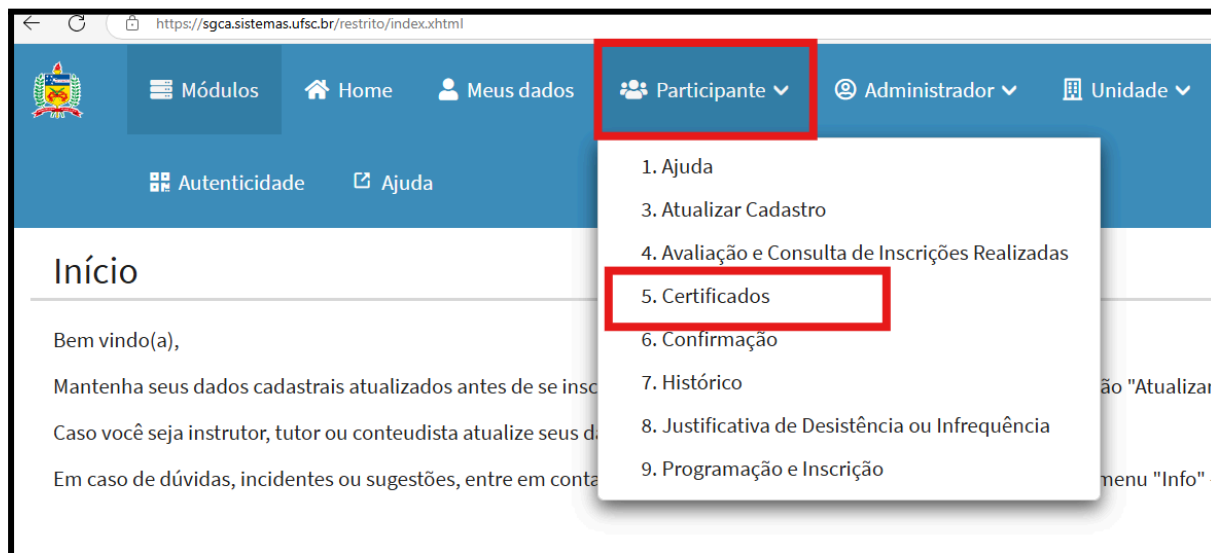 https://sgca.sistemas.ufsc.br/restrito/index.xhtml
Módulos Home Meus dados Participante Administrador Unidade
Autenticidade Ajuda
1. Ajuda
3. Atualizar Cadastro
4. Avaliação e Consulta de Inscrições Realizadas
5. Certificados
6. Confirmação
7. Histórico
8. Justificativa de Desistência ou Infrequência
9. Programação e Inscrição
Início
Bem vindo(a),
Mantenha seus dados cadastrais atualizados antes de se insc ão "Atualizar
Caso você seja instrutor, tutor ou conteudista atualize seus d
Em caso de dúvidas, incidentes ou sugestões, entre em conta menu "Info"